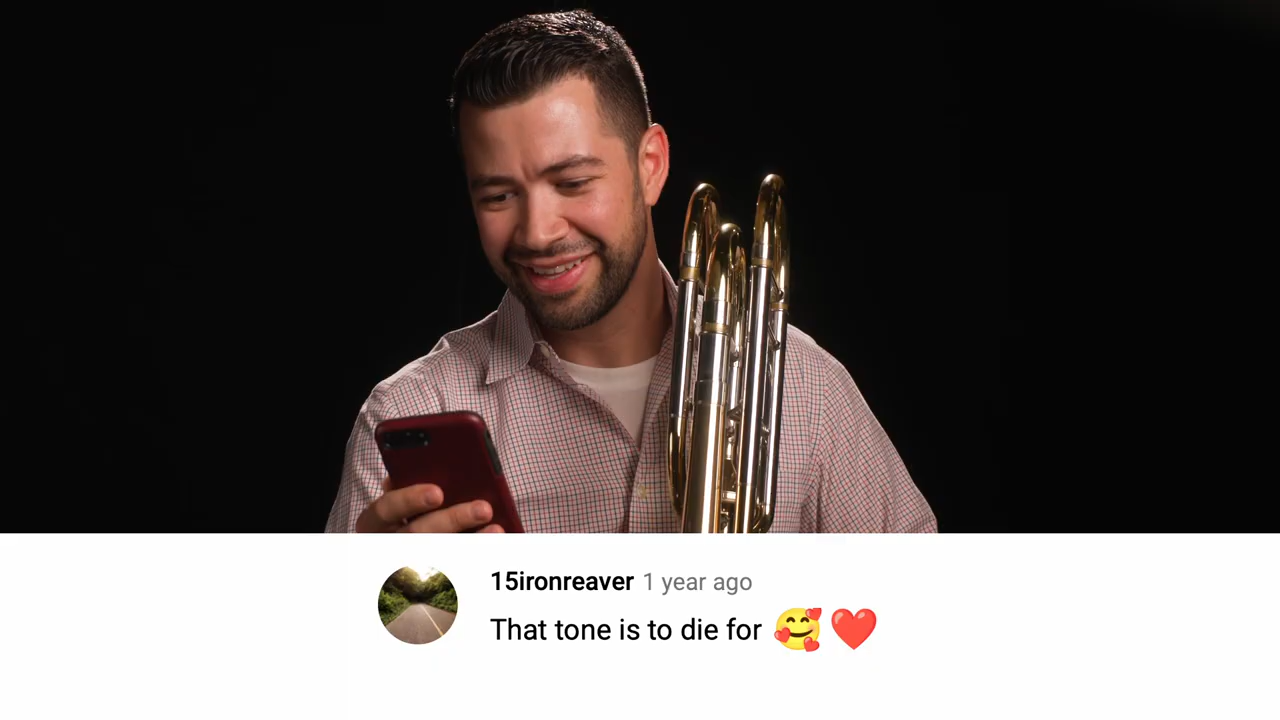 15ironreaver 1 year ago
That tone is to die for 🥰 ❤️